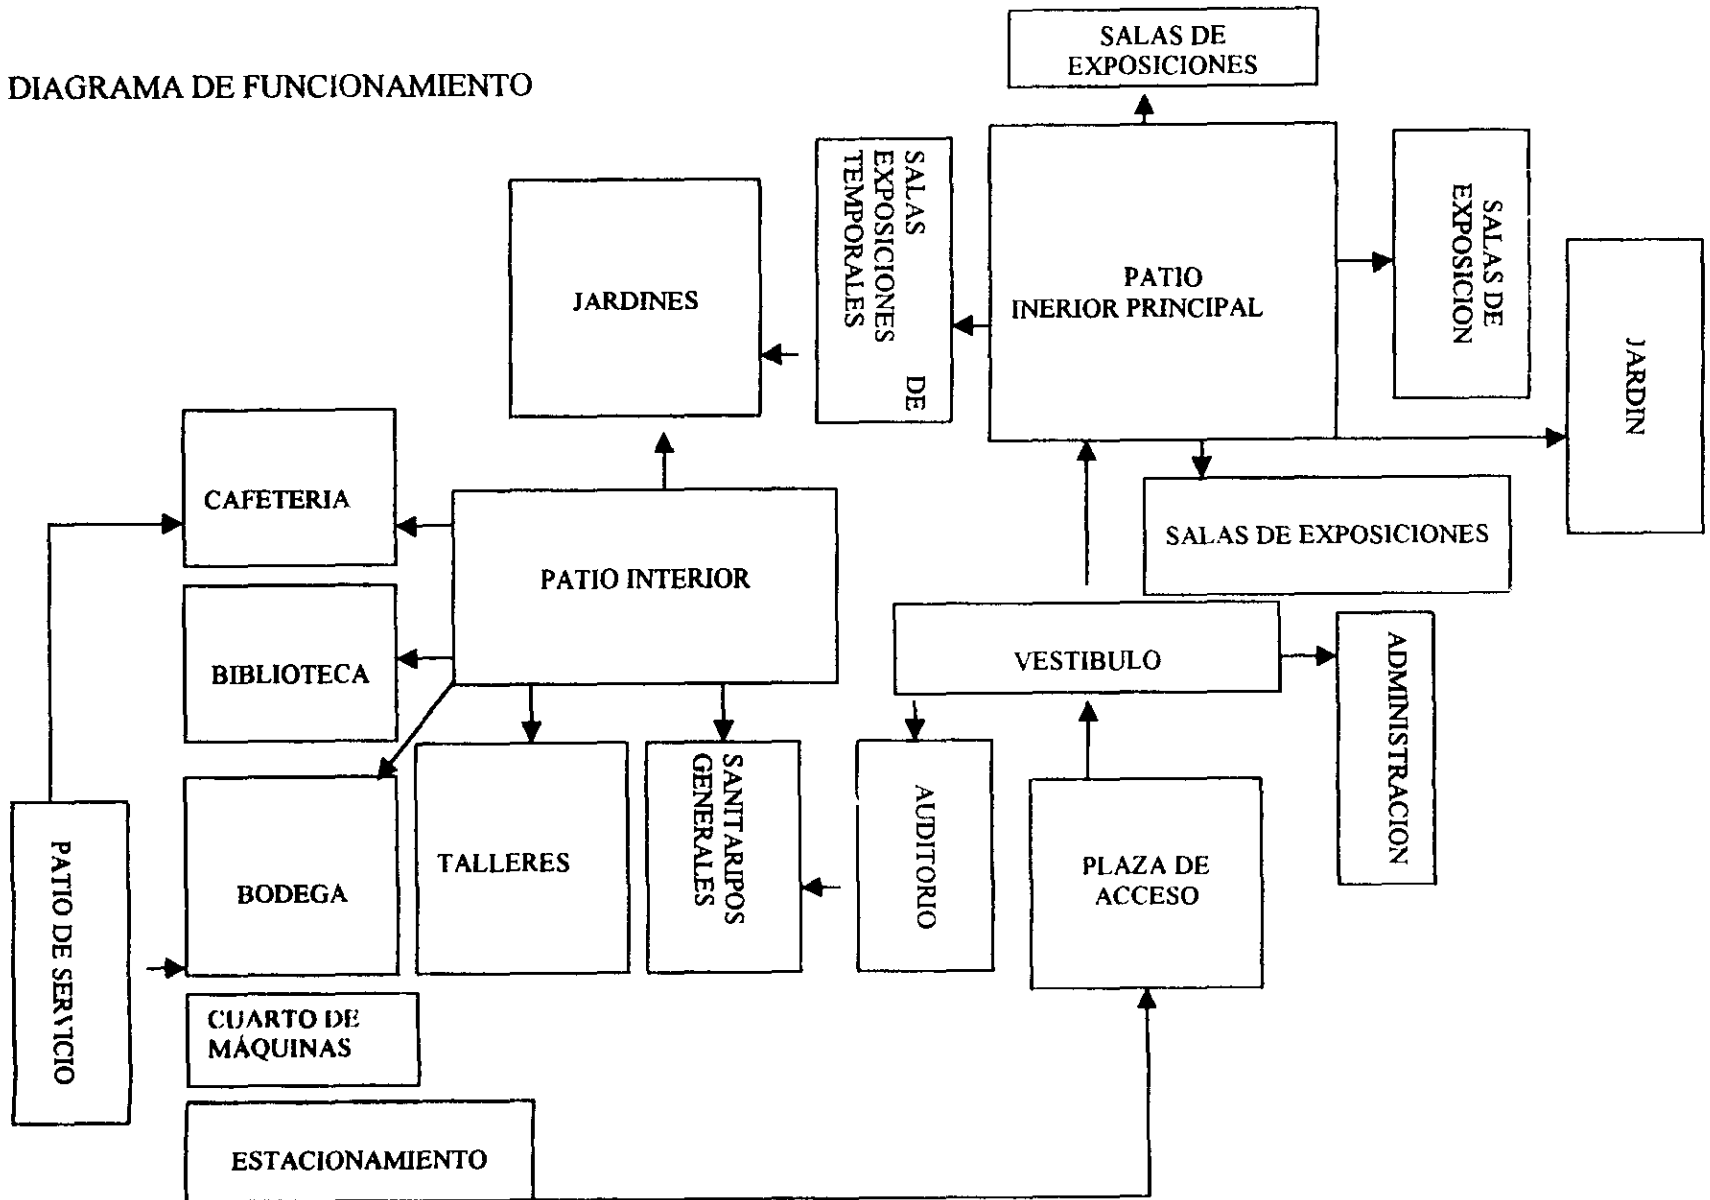 DIAGRAMA DE FUNCIONAMIENTO
SALAS DE
EXPOSICIONES
SALAS DE
EXPOSICIONES
TEMPORALES
PATIO
INERIOR PRINCIPAL
SALAS DE
EXPOSICION
JARDIN
JARDINES
CAFETERIA
PATIO INTERIOR
SALAS DE EXPOSICIONES
BIBLIOTECA
VESTIBULO
ADMINISTRACION
PATIO DE SERVICIO
BODEGA
TALLERES
SANITARIPOS
GENERALES
AUDITORIO
PLAZA DE
ACCESO
CUARTO DE
MÁQUINAS
ESTACIONAMIENTO